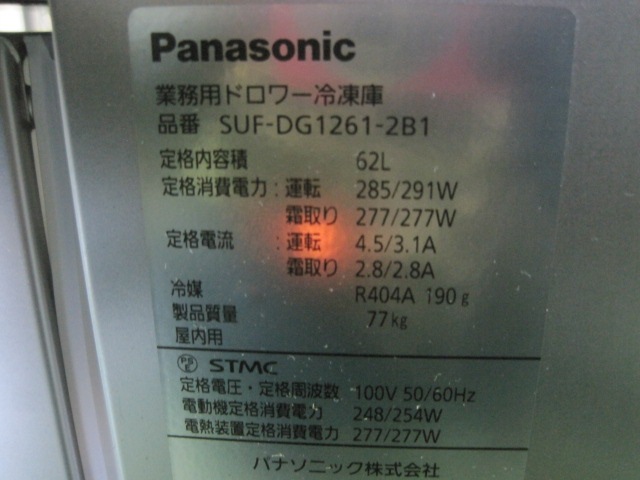 Panasonic
業務用ドロワー冷凍庫
品番 SUF-DG1261-2B1
定格内容積 62L
定格消費電力：運転 285/291W
霜取り 277/277W
定格電流 ：運転 4.5/3.1A
霜取り 2.8/2.8A
冷媒 R404A 190g
製品質量 77kg
屋内用
PS E STMC
定格電圧・定格周波数 100V 50/60Hz
電動機定格消費電力 248/254W
電熱装置定格消費電力 277/277W
パナソニック株式会社